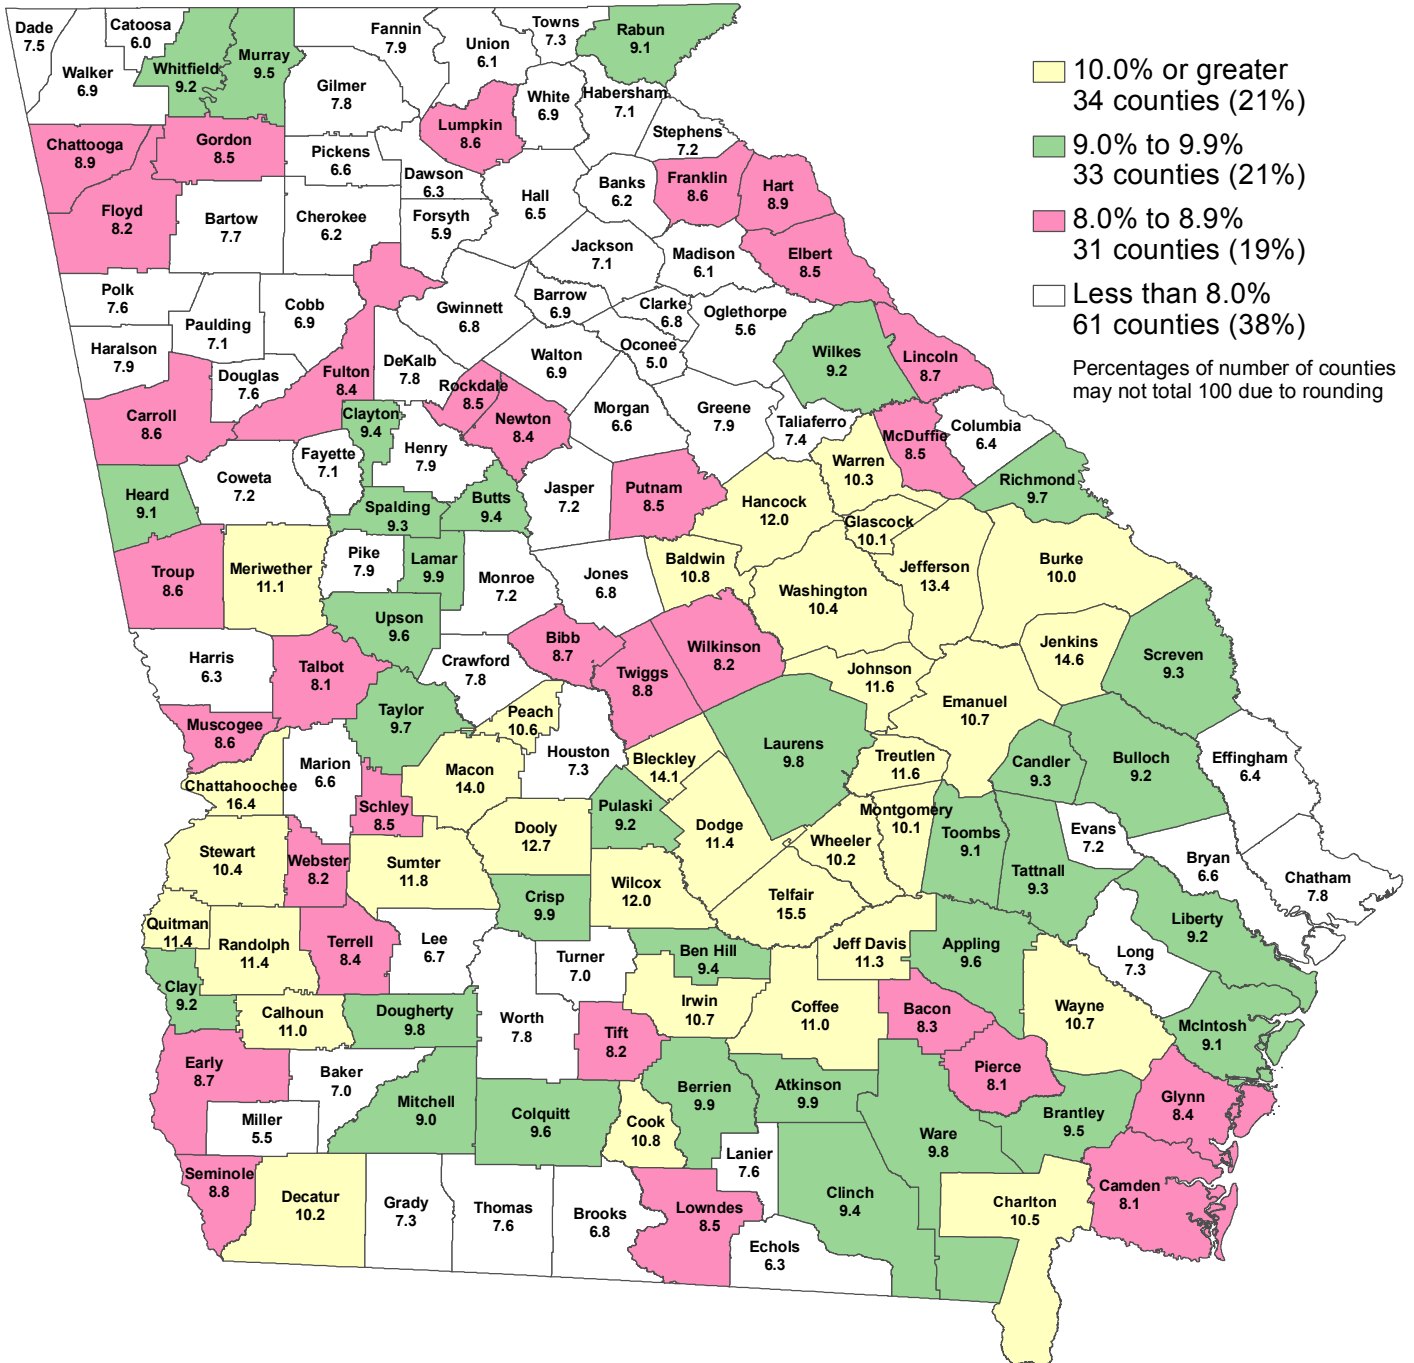 Dade
7.5
Catoosa
6.0
Walker
6.9
Whitfield
9.2
Murray
9.5
Fannin
7.9
Gilmer
7.8
Union
6.1
Towns
7.3
Rabun
9.1
White
6.9
Habersham
7.1
Stephens
7.2
Lumpkin
8.6
Chattooga
8.9
Gordon
8.5
Pickens
6.6
Dawson
6.3
Hall
6.5
Banks
6.2
Franklin
8.6
Hart
8.9
Floyd
8.2
Bartow
7.7
Cherokee
6.2
Forsyth
5.9
Jackson
7.1
Madison
6.1
Elbert
8.5
Polk
7.6
Paulding
7.1
Cobb
6.9
Gwinnett
6.8
Barrow
6.9
Clarke
6.8
Oglethorpe
5.6
Oconee
5.0
Haralson
7.9
Douglas
7.6
Fulton
8.4
DeKalb
7.8
Rockdale
8.5
Walton
6.9
Newton
8.4
Morgan
6.6
Greene
7.9
Taliaferro
7.4
Wilkes
9.2
Lincoln
8.7
Columbia
6.4
McDuffie
8.5
Richmond
9.7
Warren
10.3
Glascock
10.1
Hancock
12.0
Carroll
8.6
Clayton
9.4
Henry
7.9
Fayette
7.1
Coweta
7.2
Heard
9.1
Spalding
9.3
Butts
9.4
Jasper
7.2
Putnam
8.5
Troup
8.6
Meriwether
11.1
Pike
7.9
Lamar
9.9
Monroe
7.2
Jones
6.8
Baldwin
10.8
Washington
10.4
Jefferson
13.4
Burke
10.0
Jenkins
14.6
Screven
9.3
Upson
9.6
Bibb
8.7
Twiggs
8.8
Wilkinson
8.2
Johnson
11.6
Emanuel
10.7
Harris
6.3
Talbot
8.1
Crawford
7.8
Taylor
9.7
Peach
10.6
Houston
7.3
Bleckley
14.1
Laurens
9.8
Treutlen
11.6
Candler
9.3
Bulloch
9.2
Effingham
6.4
Muscogee
8.6
Chattahoochee
16.4
Marion
6.6
Schley
8.5
Macon
14.0
Dooly
12.7
Pulaski
9.2
Dodge
11.4
Wheeler
10.2
Montgomery
10.1
Toombs
9.1
Tattnall
9.3
Evans
7.2
Bryan
6.6
Chatham
7.8
Stewart
10.4
Webster
8.2
Sumter
11.8
Crisp
9.9
Wilcox
12.0
Telfair
15.5
Jeff Davis
11.3
Appling
9.6
Long
7.3
Liberty
9.2
Quitman
11.4
Randolph
11.4
Terrell
8.4
Lee
6.7
Turner
7.0
Ben Hill
9.4
Irwin
10.7
Coffee
11.0
Bacon
8.3
Wayne
10.7
McIntosh
9.1
Clay
9.2
Calhoun
11.0
Dougherty
9.8
Worth
7.8
Tift
8.2
Early
8.7
Baker
7.0
Miller
5.5
Mitchell
9.0
Colquitt
9.6
Cook
10.8
Berrien
9.9
Atkinson
9.9
Pierce
8.1
Brantley
9.5
Glynn
8.4
Ware
9.8
Lanier
7.6
Clinch
9.4
Charlton
10.5
Camden
8.1
Seminole
8.8
Decatur
10.2
Grady
7.3
Thomas
7.6
Brooks
6.8
Lowndes
8.5
Echols
6.3
10.0% or greater
34 counties (21%)
9.0% to 9.9%
33 counties (21%)
8.0% to 8.9%
31 counties (19%)
Less than 8.0%
61 counties (38%)
Percentages of number of counties
may not total 100 due to rounding